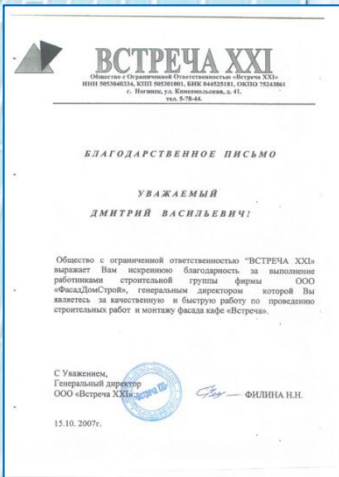 ВСТРЕЧА XXI
Общество с Ограниченной Ответственностью «Встреча XXI»
ИНН 5053040334, КПП 505301001, БИК 044525181, ОКПО 75243861
г. Ногинск, ул. Комсомольская, д. 41.
тел. 5-78-44.
БЛАГОДАРСТВЕННОЕ ПИСЬМО
УВАЖАЕМЫЙ
ДМИТРИЙ ВАСИЛЬЕВИЧ!
Общество с ограниченной ответственностью "ВСТРЕЧА XXI»
выражает Вам искреннюю благодарность за выполнение
работниками строительной группы фирмы ООО
«ФасадДомСтрой», генеральным директором которой Вы
являетесь за качественную и быструю работу по проведению
строительных работ и монтажу фасада кафе «Встреча».
С Уважением,
Генеральный директор
ООО «Встреча XXI»
ФИЛИНА Н.Н.
15.10. 2007г.